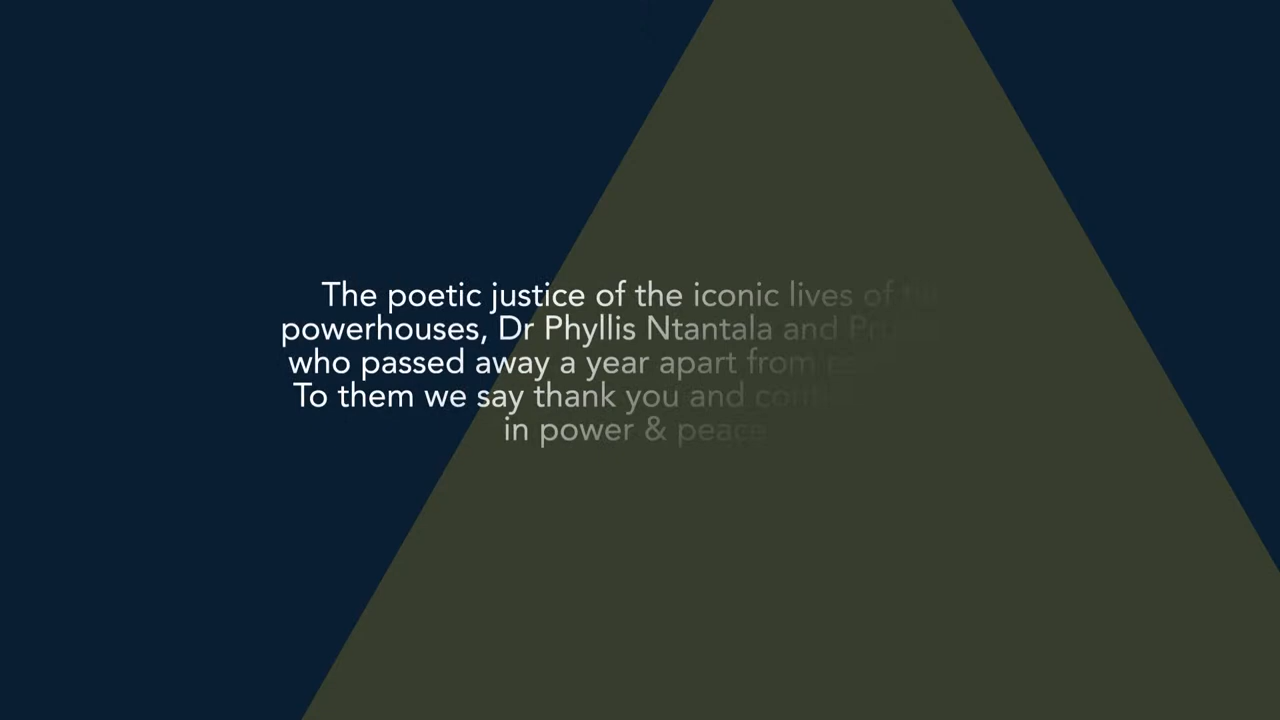 The poetic justice of the iconic lives of
powerhouses, Dr Phyllis Ntantala and
who passed away a year apart from
To them we say thank you and
in power & peace